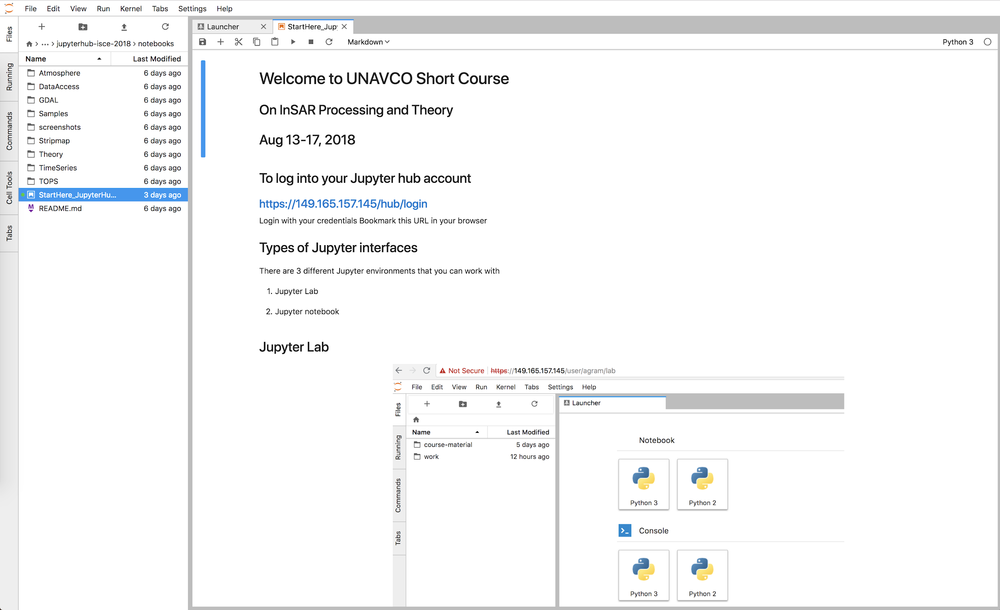 File Edit View Run Kernel Tabs Settings Help
Files
Running
Commands
Cell Tools
Tabs
… › jupyterhub-isce-2018 › notebooks
Name Last Modified
Atmosphere 6 days ago
DataAccess 6 days ago
GDAL 6 days ago
Samples 6 days ago
screenshots 6 days ago
Stripmap 6 days ago
Theory 6 days ago
TimeSeries 6 days ago
TOPS 6 days ago
StartHere_JupyterHu... 3 days ago
README.md 6 days ago
Launcher StartHere_Jupy
Markdown Python 3
Welcome to UNAVCO Short Course
On InSAR Processing and Theory
Aug 13-17, 2018
To log into your Jupyter hub account
https://149.165.157.145/hub/login
Login with your credentials Bookmark this URL in your browser
Types of Jupyter interfaces
There are 3 different Jupyter environments that you can work with
1. Jupyter Lab
2. Jupyter notebook
Jupyter Lab
Not Secure https://149.165.157.145/user/agram/lab
File Edit View Run Kernel Tabs Settings Help
Files
Running
Commands
Tabs
Name Last Modified
course-material 5 days ago
work 12 hours ago
Launcher
Notebook
Python 3 Python 2
Console
Python 3 Python 2